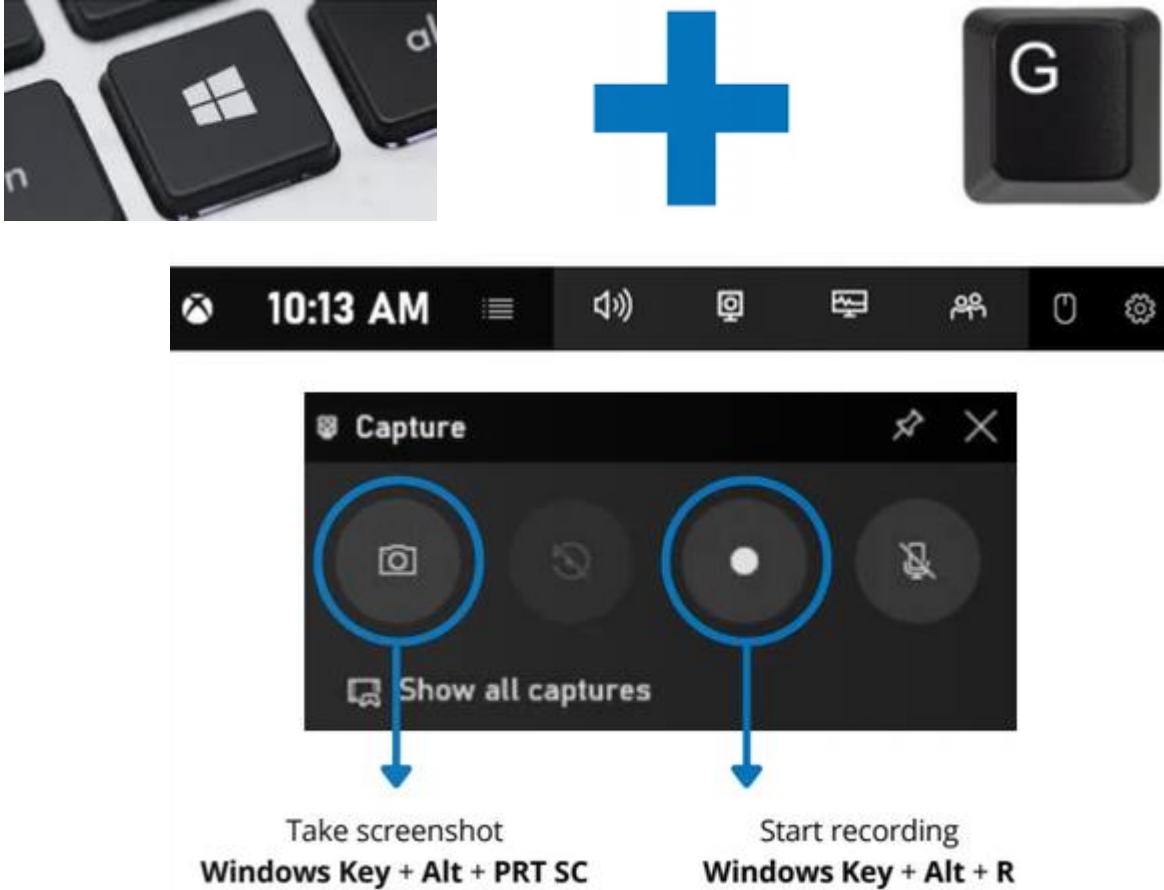 al
n
G
10:13 AM
Capture
Show all captures
Take screenshot
Start recording
Windows Key + Alt + PRT SC
Windows Key + Alt + R